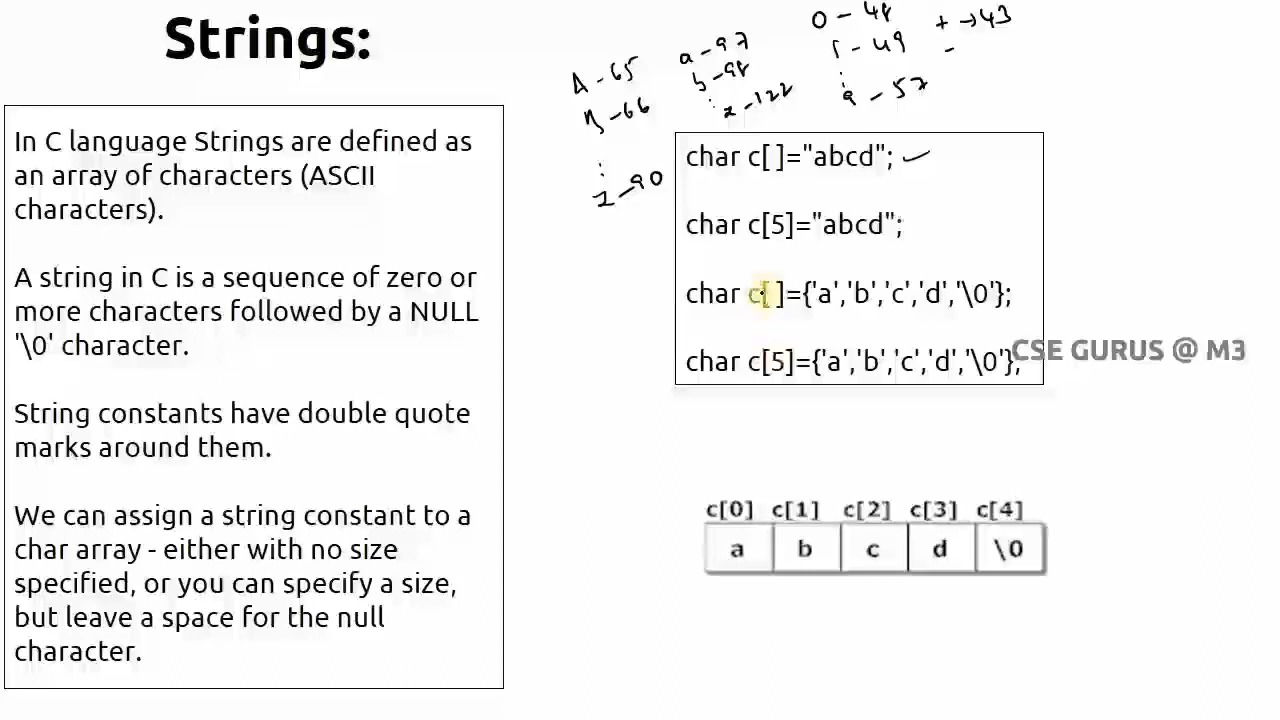 Strings:
A - 65
B - 66
:
Z - 90
a - 97
b - 98
:
z - 122
0 - 48
1 - 49
:
9 - 57
+ → 43
-
In C language Strings are defined as
an array of characters (ASCII
characters).
A string in C is a sequence of zero or
more characters followed by a NULL
'\0' character.
String constants have double quote
marks around them.
We can assign a string constant to a
char array - either with no size
specified, or you can specify a size,
but leave a space for the null
character.
char c[ ]="abcd";
char c[5]="abcd";
char c[ ]={'a','b','c','d','\0'};
char c[5]={'a','b','c','d','\0'};
CSE GURUS @ M3
c[0] c[1] c[2] c[3] c[4]
a b c d \0